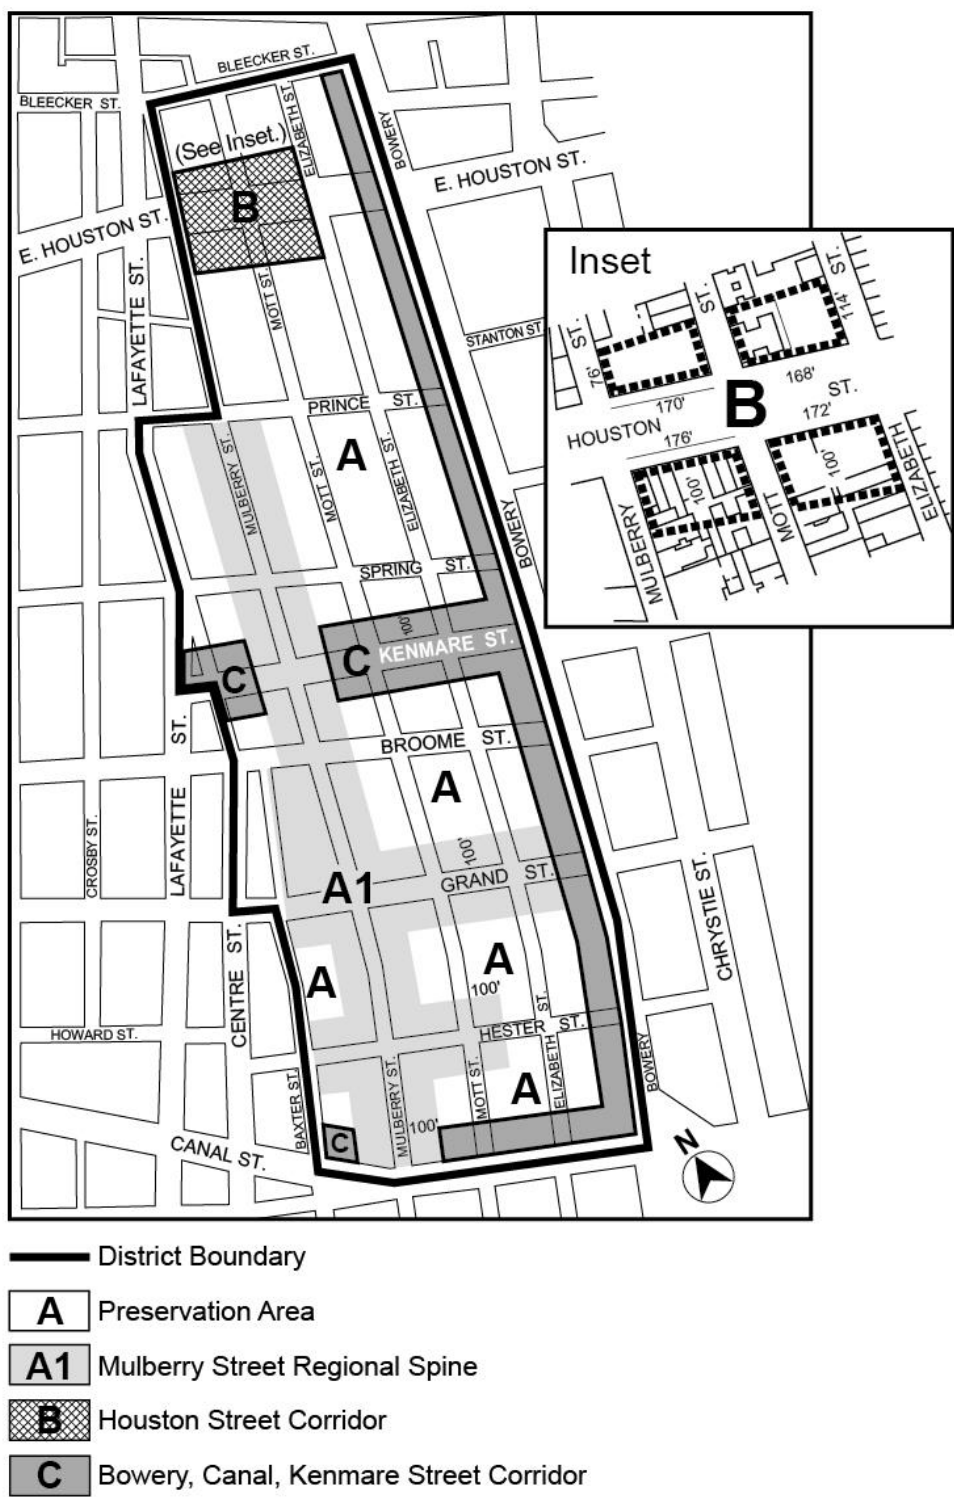 BLEECKER ST.
BLEECKER ST.
(See Inset.)
ELIZABETH ST.
BOWERY
E. HOUSTON ST.
B
E. HOUSTON ST.
LAFAYETTE ST.
MOTT ST.
STANTON ST.
PRINCE ST.
A
MULBERRY ST.
MOTT ST.
ELIZABETH ST.
BOWERY
SPRING ST.
100'
C
C
KENMARE ST.
BROOME ST.
A
LAFAYETTE ST.
CROSBY ST.
100'
A1
GRAND ST.
CHRYSTIE ST.
A
A
100'
CENTRE ST.
HOWARD ST.
HESTER ST.
BOWERY
BAXTER ST.
MULBERRY ST.
MOTT ST.
ELIZABETH ST.
A
C
100'
CANAL ST.
N
Inset
ST.
ST.
ST.
76'
114'
170'
B
168'
HOUSTON ST.
176'
172'
100'
100'
MULBERRY
MOTT
ELIZABETH
District Boundary
A Preservation Area
A1 Mulberry Street Regional Spine
B Houston Street Corridor
C Bowery, Canal, Kenmare Street Corridor